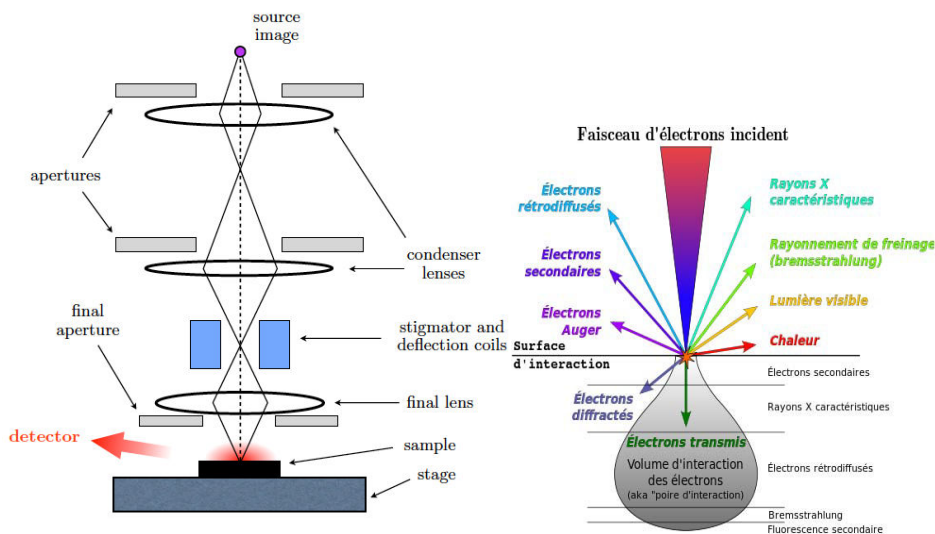 source
image
apertures
condenser
lenses
final
aperture
stigmator and
deflection coils
final lens
detector
sample
stage
Faisceau d'électrons incident
Électrons
rétrodiffusés
Rayons X
caractéristiques
Électrons
secondaires
Rayonnement de freinage
(bremsstrahlung)
Électrons
Auger
Lumière visible
Chaleur
Surface
d'interaction
Électrons secondaires
Électrons
diffractés
Rayons X caractéristiques
Électrons transmis
Volume d'interaction
des électrons
(aka "poire d'interaction)
Électrons rétrodiffusés
Bremsstrahlung
Fluorescence secondaire